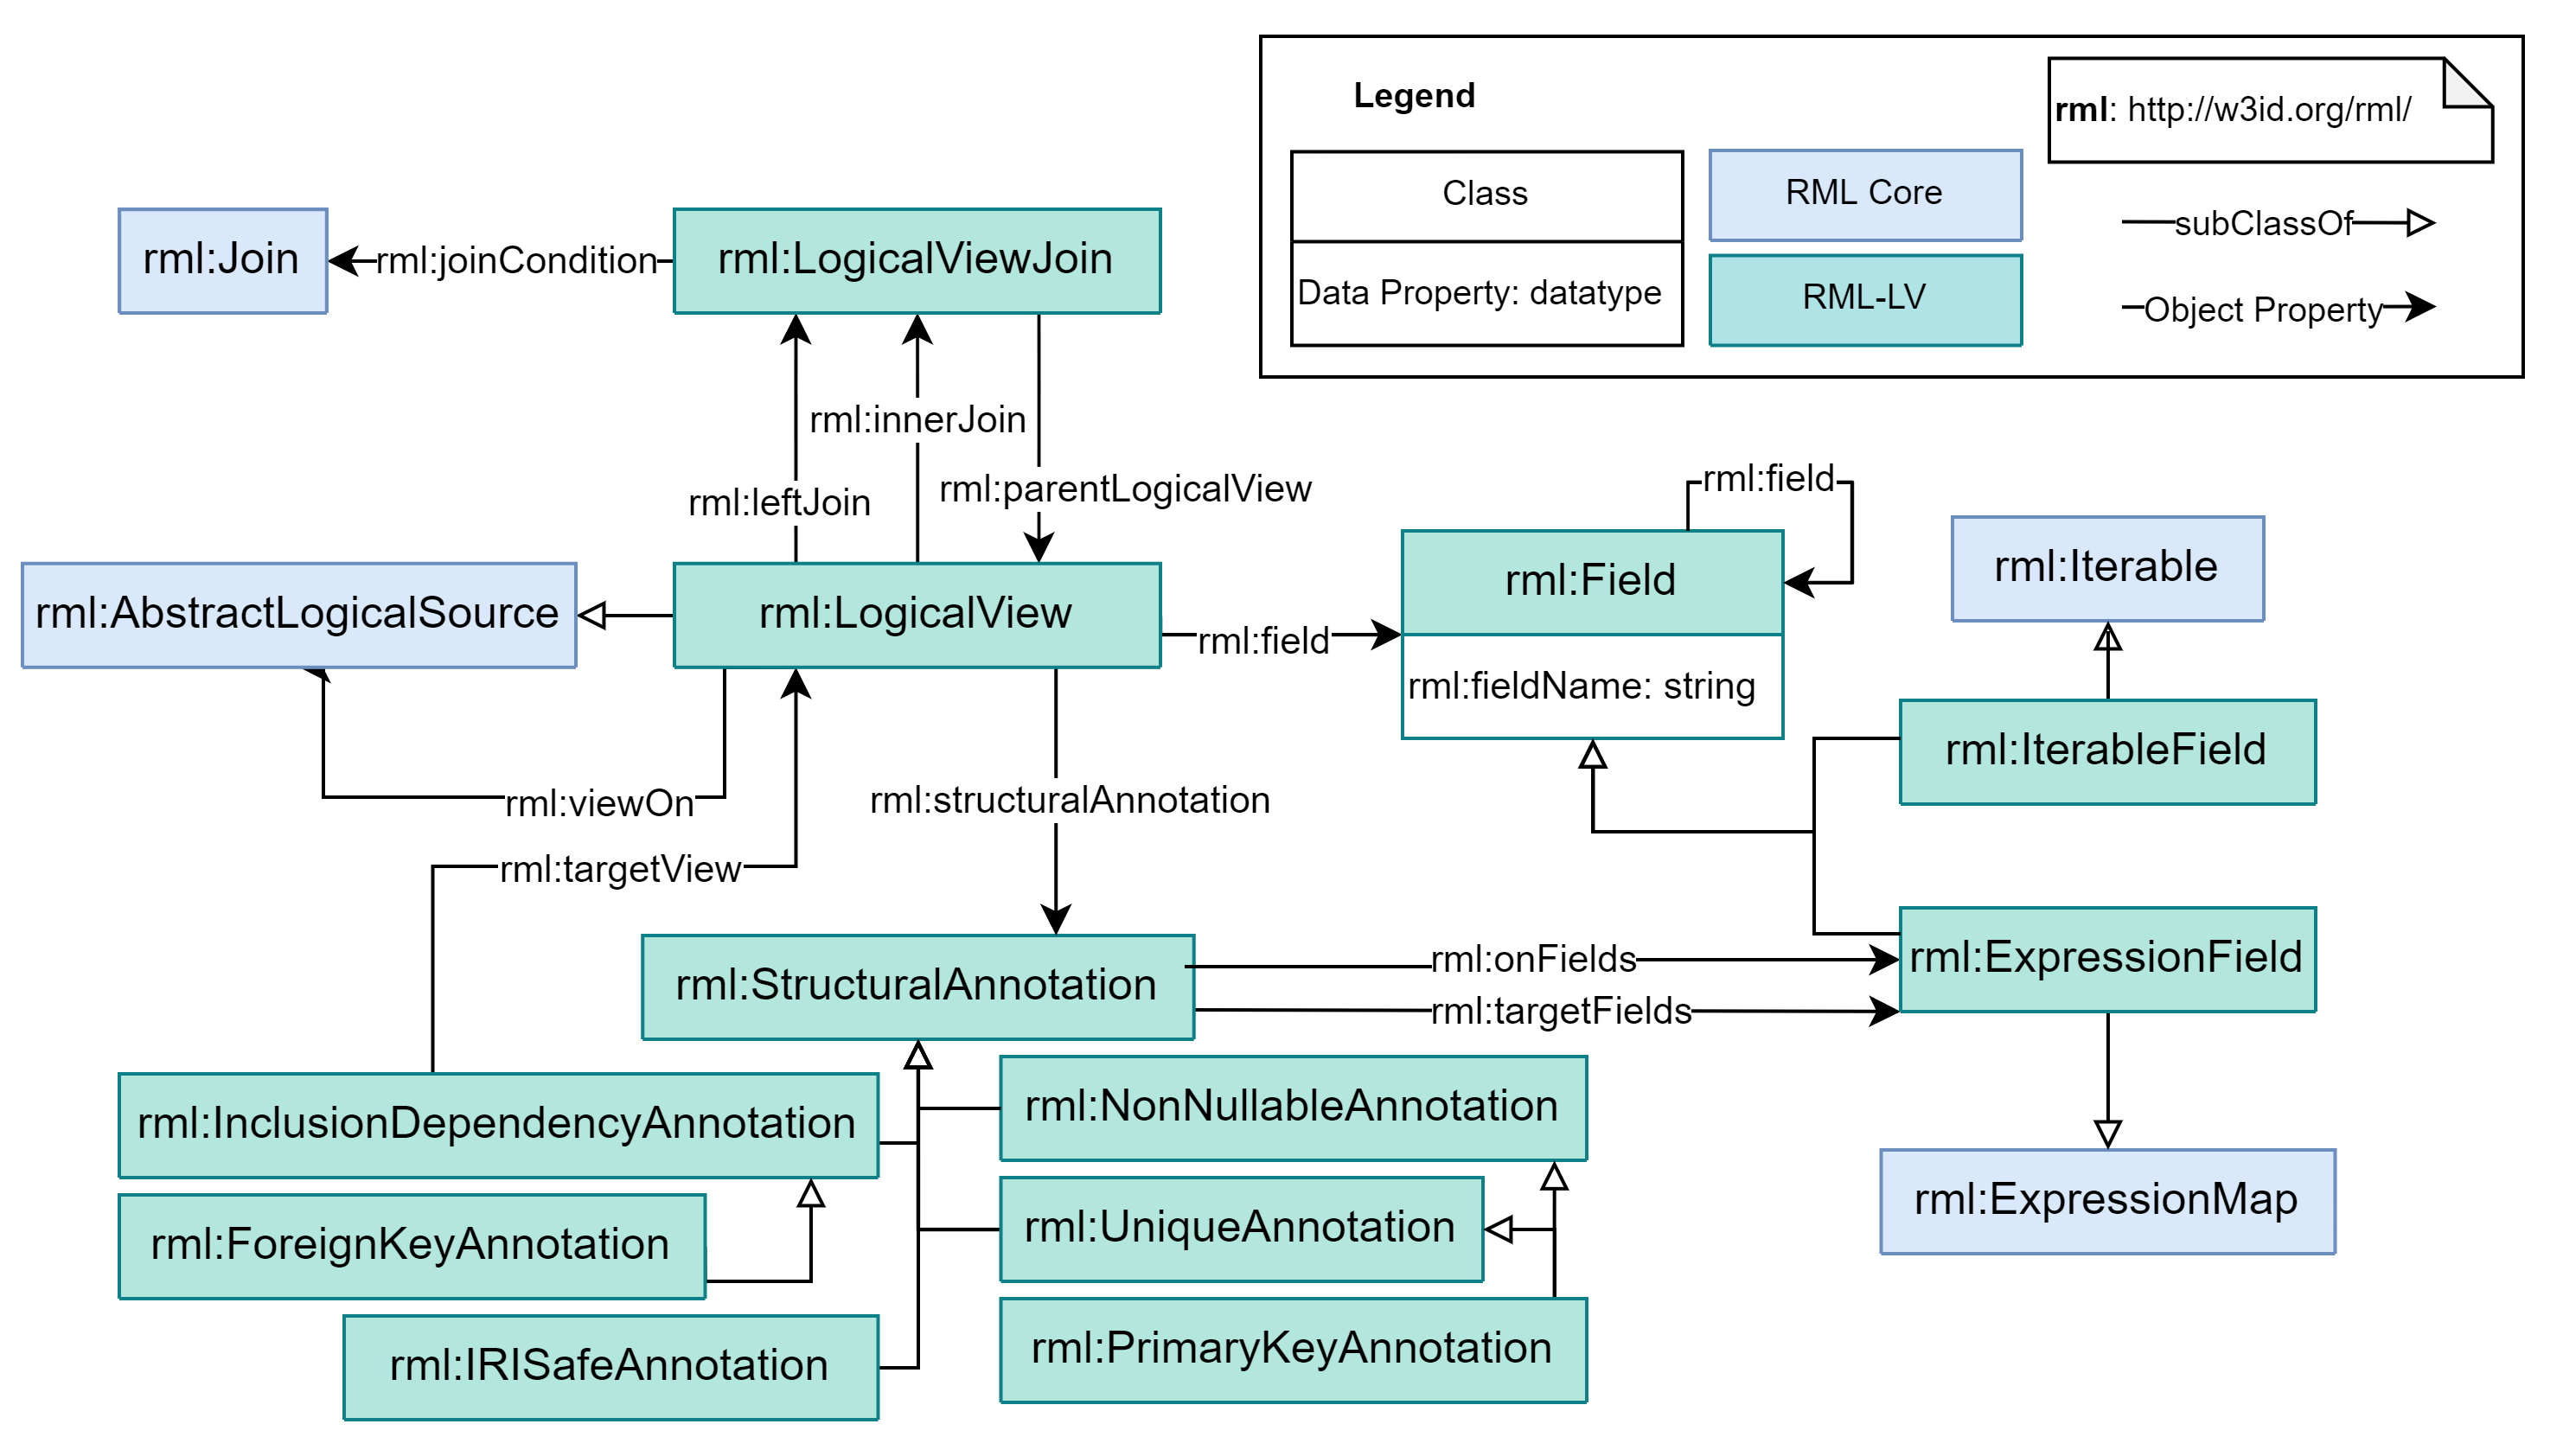 Legend
rml: http://w3id.org/rml/
Class
Data Property: datatype
RML Core
RML-LV
subClassOf
Object Property
rml:Join
rml:joinCondition
rml:LogicalViewJoin
rml:innerJoin
rml:leftJoin
rml:parentLogicalView
rml:field
rml:AbstractLogicalSource
rml:LogicalView
rml:field
rml:Field
rml:fieldName: string
rml:Iterable
rml:IterableField
rml:viewOn
rml:structuralAnnotation
rml:targetView
rml:StructuralAnnotation
rml:onFields
rml:targetFields
rml:ExpressionField
rml:InclusionDependencyAnnotation
rml:NonNullableAnnotation
rml:ForeignKeyAnnotation
rml:UniqueAnnotation
rml:ExpressionMap
rml:IRISafeAnnotation
rml:PrimaryKeyAnnotation